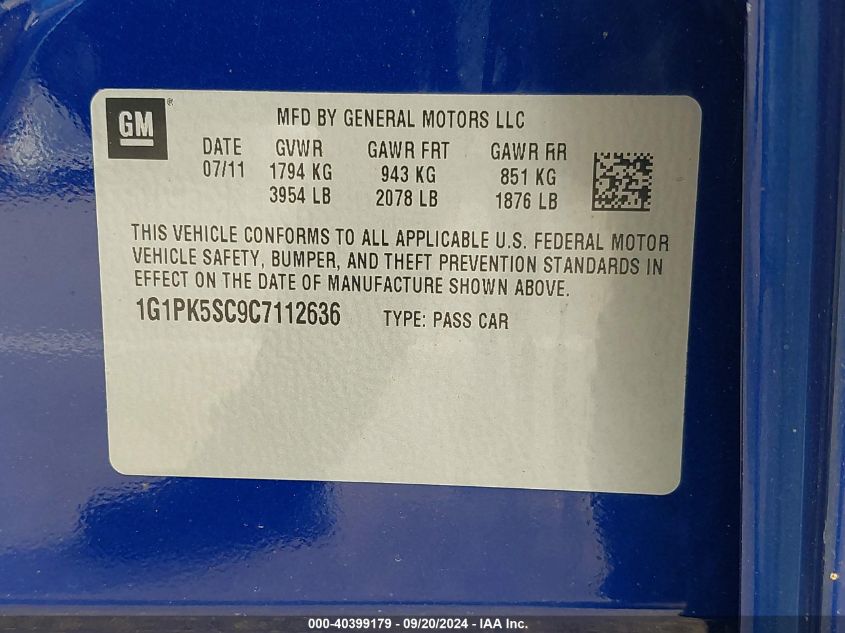 GM®
MFD BY GENERAL MOTORS LLC
DATE GVWR GAWR FRT GAWR RR
07/11 1794 KG 943 KG 851 KG
3954 LB 2078 LB 1876 LB
THIS VEHICLE CONFORMS TO ALL APPLICABLE U.S. FEDERAL MOTOR
VEHICLE SAFETY, BUMPER, AND THEFT PREVENTION STANDARDS IN
EFFECT ON THE DATE OF MANUFACTURE SHOWN ABOVE.
1G1PK5SC9C7112636 TYPE: PASS CAR
000-40399179 - 09/20/2024 - IAA Inc.